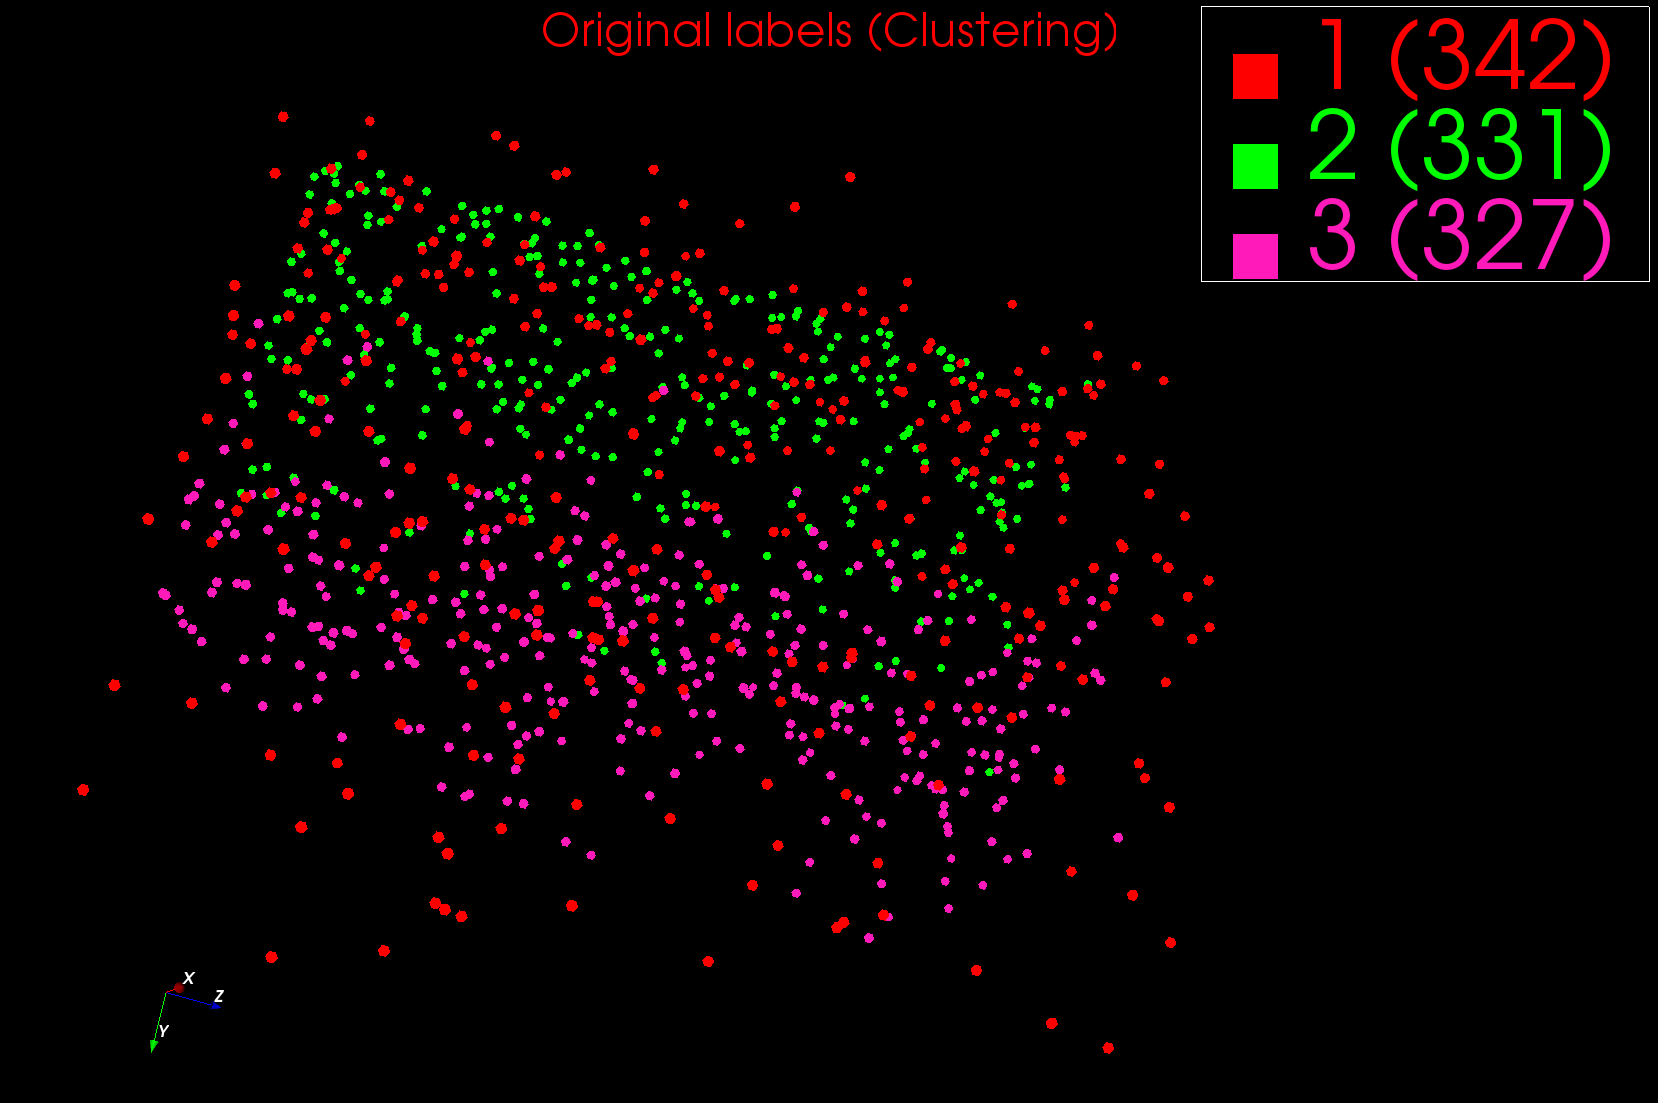 Original labels (Clustering)
1 (342)
2 (331)
3 (327)
X
Z
Y